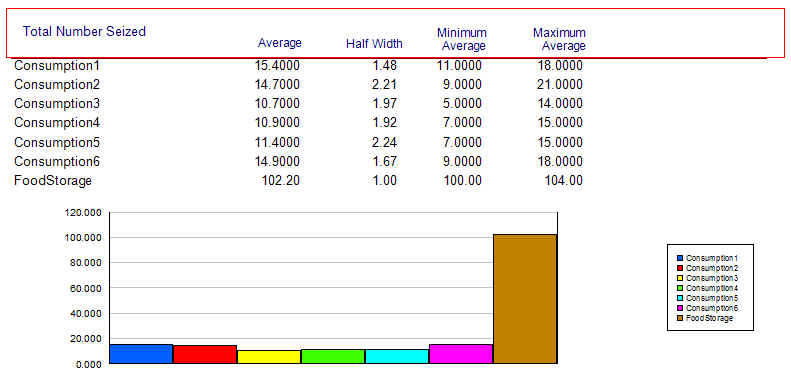 Total Number Seized Average Half Width Minimum Average Maximum Average
Consumption1 15.4000 1.48 11.0000 18.0000
Consumption2 14.7000 2.21 9.0000 21.0000
Consumption3 10.7000 1.97 5.0000 14.0000
Consumption4 10.9000 1.92 7.0000 15.0000
Consumption5 11.4000 2.24 7.0000 15.0000
Consumption6 14.9000 1.67 9.0000 18.0000
FoodStorage 102.20 1.00 100.00 104.00
120.000
100.000
80.000
60.000
40.000
20.000
0.000
Consumption1
Consumption2
Consumption3
Consumption4
Consumption5
Consumption6
FoodStorage